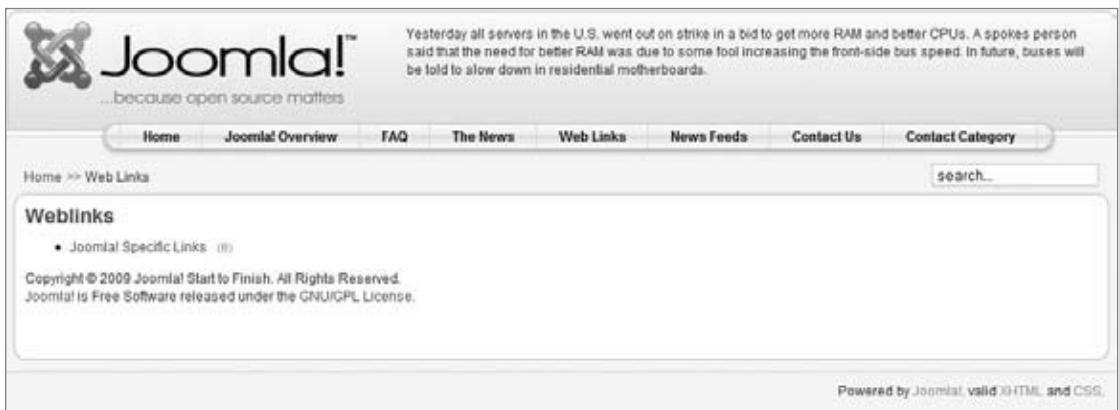 Joomla!™
...because open source matters
Yesterday all servers in the U.S. went out on strike in a bid to get more RAM and better CPUs. A spokes person
said that the need for better RAM was due to some fool increasing the front-side bus speed. In future, buses will
be told to slow down in residential motherboards.
Home Joomla! Overview FAQ The News Web Links News Feeds Contact Us Contact Category
Home >> Web Links
search...
Weblinks
• Joomla! Specific Links
Copyright © 2009 Joomla! Start to Finish. All Rights Reserved.
Joomla! is Free Software released under the GNU/GPL License.
Powered by Joomla!. valid XHTML and CSS.